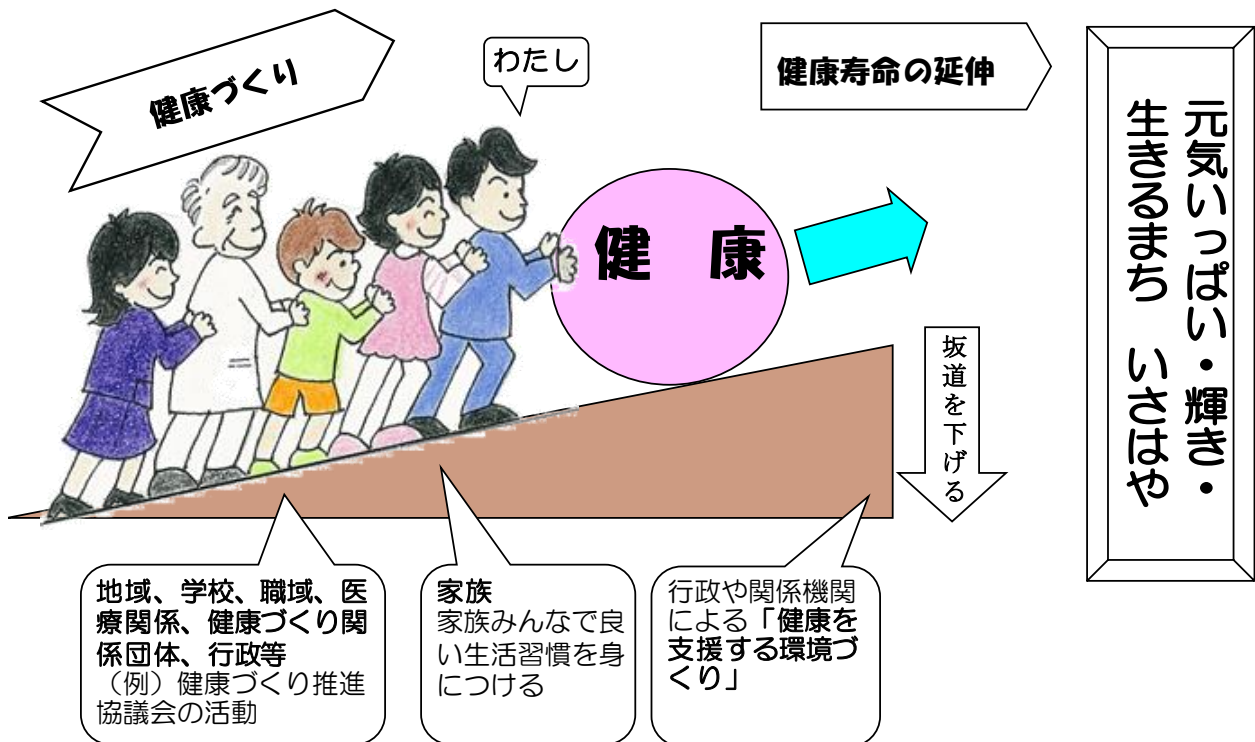 健康づくり
わたし
健康寿命の延伸
元気いっぱい・輝き・
生きるまち　いさはや
健　康
坂道を下げる
地域、学校、職域、医
療関係、健康づくり関
係団体、行政等
（例）健康づくり推進
協議会の活動
家族
家族みんなで良
い生活習慣を身
につける
行政や関係機関
による「健康を
支援する環境づ
くり」